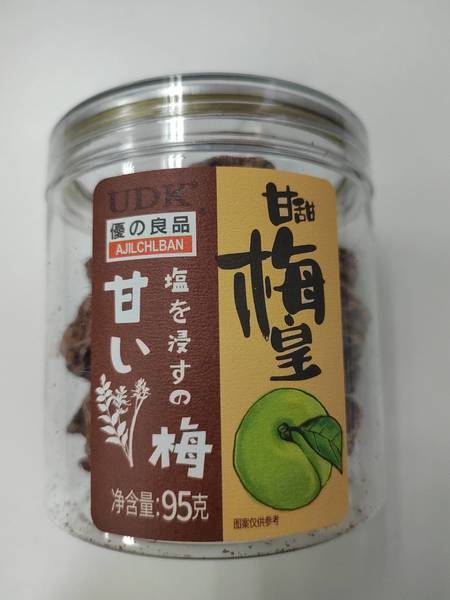 UDK
優の良品
AJILCHLBAN
塩を浸すの
甘い
梅
净含量:95克
甘甜
梅皇
图案仅供参考